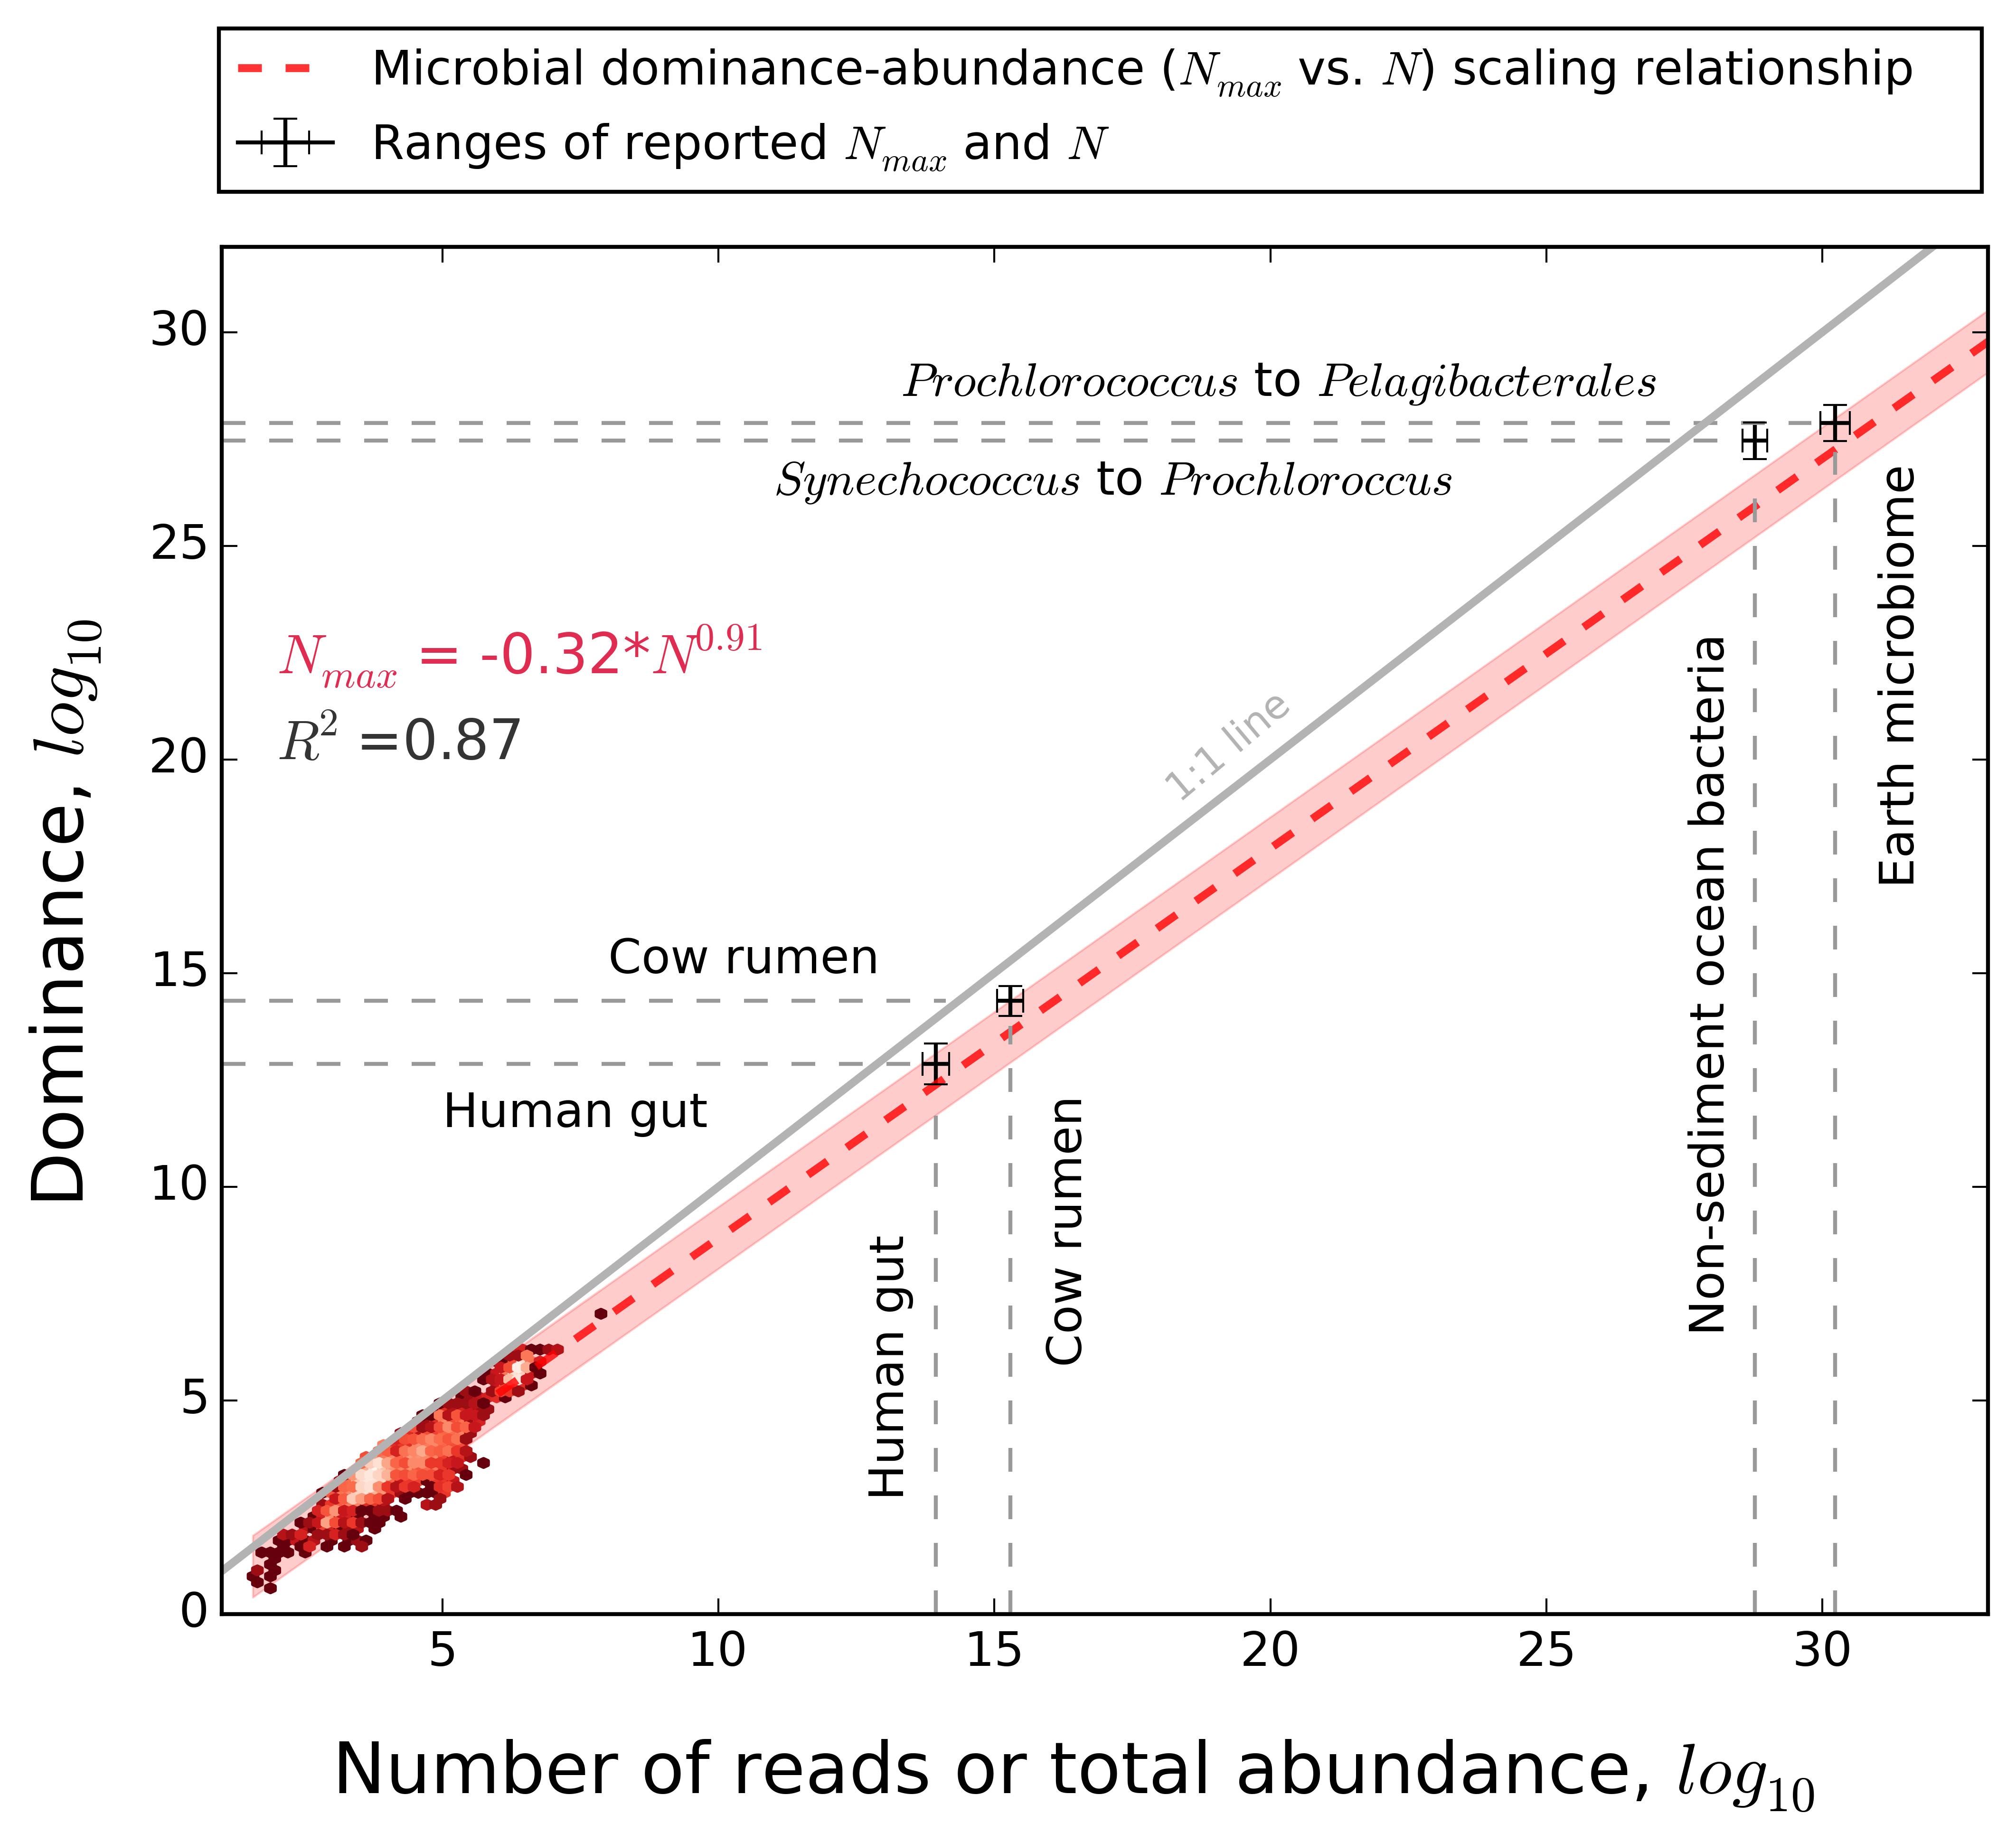 Microbial dominance-abundance (Nmax vs. N) scaling relationship
Ranges of reported Nmax and N
30
25
20
15
10
5
0
Dominance, log10
Prochlorococcus to Pelagibacterales
Synechococcus to Prochloroccus
Nmax = -0.32*N^0.91
R^2 =0.87
1:1 line
Cow rumen
Human gut
Human gut
Cow rumen
Non-sediment ocean bacteria
Earth microbiome
5 10 15 20 25 30
Number of reads or total abundance, log10